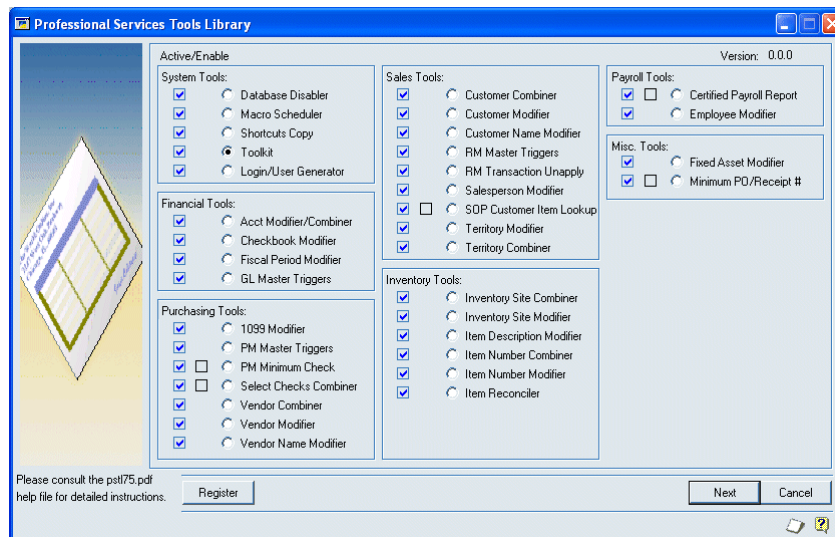 Professional Services Tools Library
Active/Enable
Version: 0.0.0
System Tools:
Database Disabler
Macro Scheduler
Shortcuts Copy
Toolkit
Login/User Generator
Financial Tools:
Acct Modifier/Combiner
Checkbook Modifier
Fiscal Period Modifier
GL Master Triggers
Purchasing Tools:
1099 Modifier
PM Master Triggers
PM Minimum Check
Select Checks Combiner
Vendor Combiner
Vendor Modifier
Vendor Name Modifier
Sales Tools:
Customer Combiner
Customer Modifier
Customer Name Modifier
RM Master Triggers
RM Transaction Unapply
Salesperson Modifier
SOP Customer Item Lookup
Territory Modifier
Territory Combiner
Inventory Tools:
Inventory Site Combiner
Inventory Site Modifier
Item Description Modifier
Item Number Combiner
Item Number Modifier
Item Reconciler
Payroll Tools:
Certified Payroll Report
Employee Modifier
Misc. Tools:
Fixed Asset Modifier
Minimum PO/Receipt #
Please consult the pstl75.pdf
help file for detailed instructions.
Register
Next
Cancel